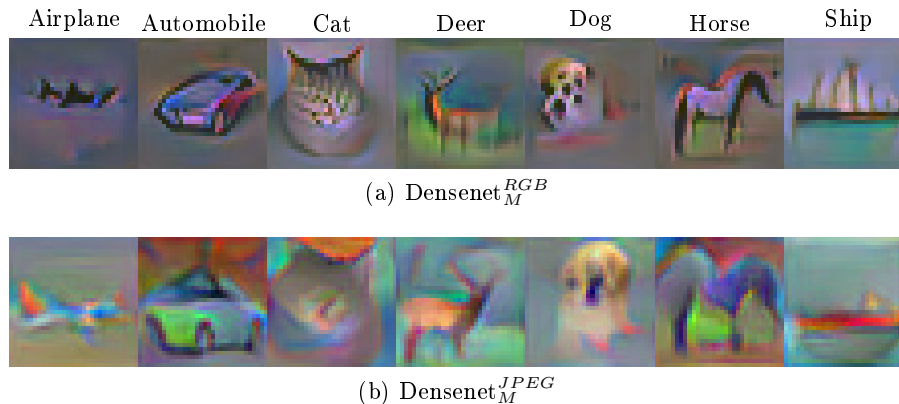 Airplane Automobile Cat Deer Dog Horse Ship
(a) Densenet$_M^{RGB}$
(b) Densenet$_M^{JPEG}$